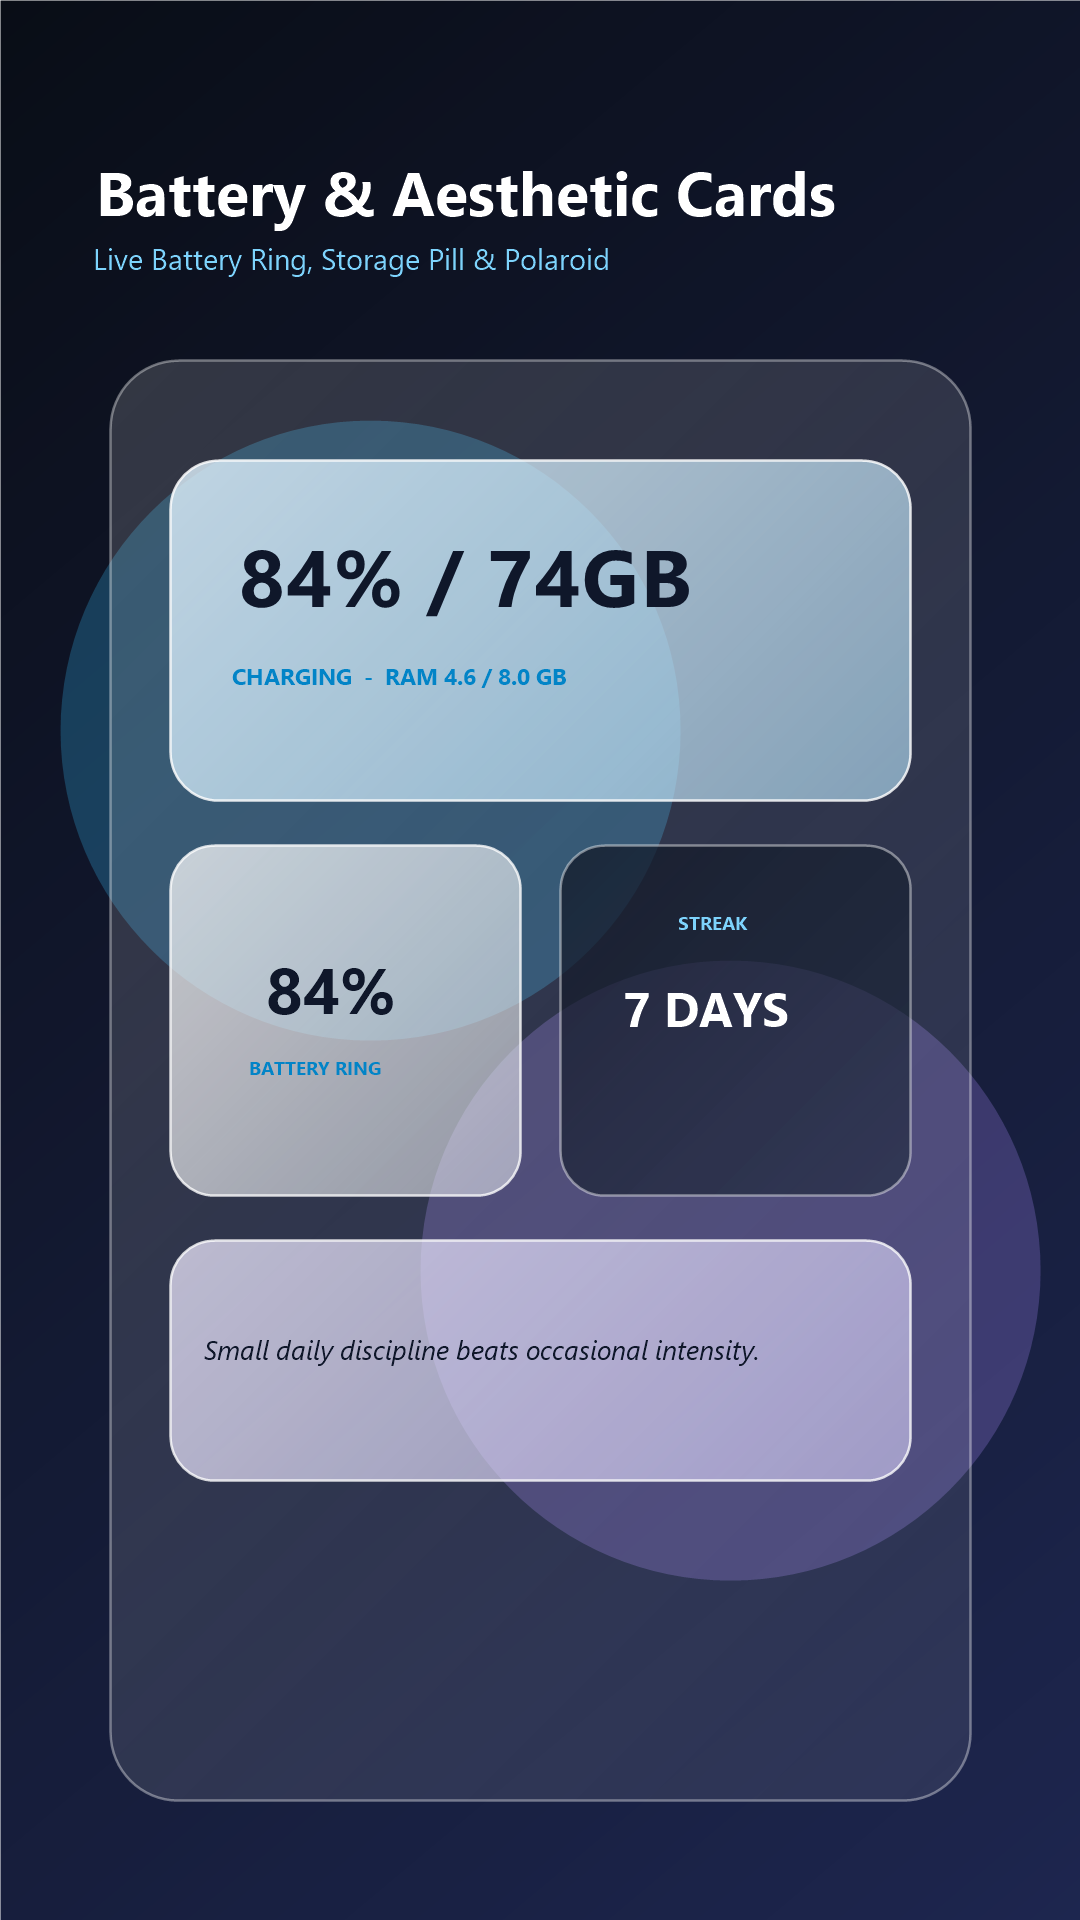 Battery & Aesthetic Cards
Live Battery Ring, Storage Pill & Polaroid
84% / 74GB
CHARGING - RAM 4.6 / 8.0 GB
84%
BATTERY RING
STREAK
7 DAYS
Small daily discipline beats occasional intensity.